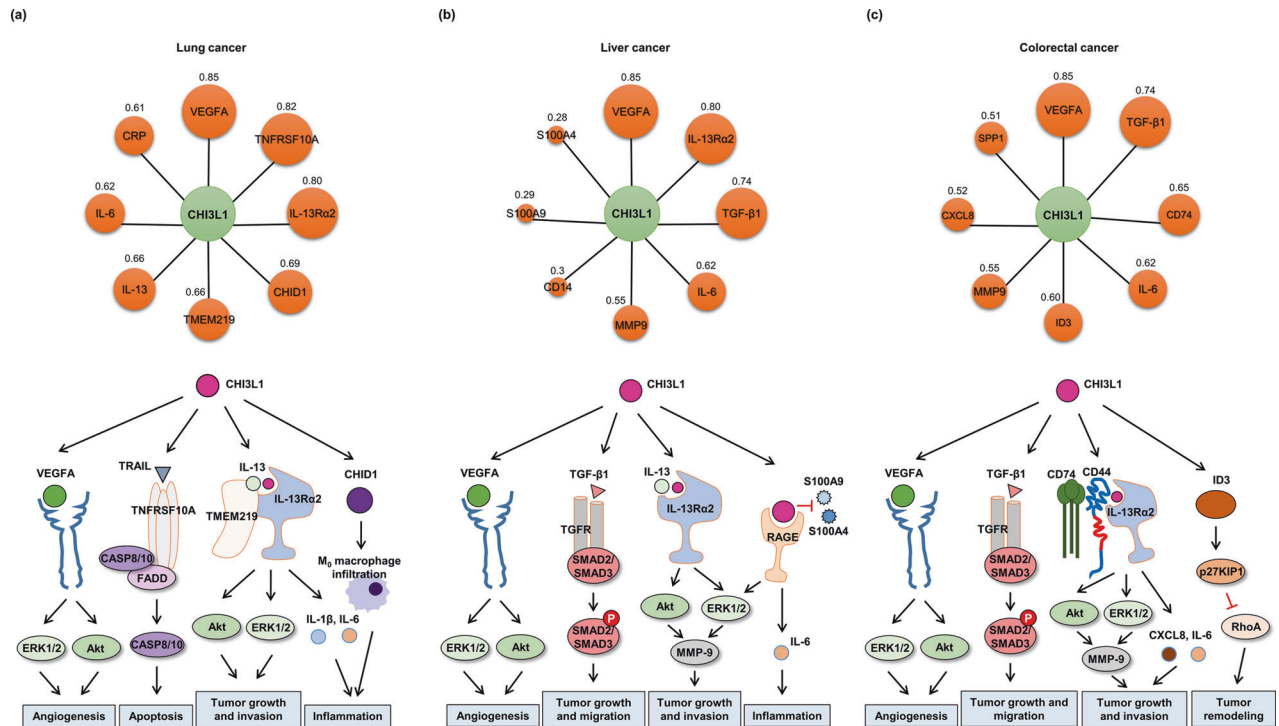 (a)
Lung cancer
0.85
VEGFA
0.82
TNFRSF10A
0.80
IL-13Rα2
0.69
CHID1
0.66
TMEM219
0.66
IL-13
0.62
IL-6
0.61
CRP
CHI3L1
CHI3L1
VEGFA
TRAIL
TNFRSF10A
CASP8/10
FADD
IL-13
IL-13Rα2
TMEM219
CHID1
M0 macrophage
infiltration
ERK1/2
Akt
CASP8/10
Akt
ERK1/2
IL-1β, IL-6
Angiogenesis
Apoptosis
Tumor growth
and invasion
Inflammation
(b)
Liver cancer
0.85
VEGFA
0.80
IL-13Rα2
0.74
TGF-β1
0.62
IL-6
0.55
MMP9
0.3
CD14
0.29
S100A9
0.28
S100A4
CHI3L1
CHI3L1
VEGFA
TGF-β1
TGFR
SMAD2/
SMAD3
P
SMAD2/
SMAD3
IL-13
IL-13Rα2
S100A9
S100A4
RAGE
ERK1/2
Akt
Akt
ERK1/2
MMP-9
IL-6
Angiogenesis
Tumor growth
and migration
Tumor growth
and invasion
Inflammation
(c)
Colorectal cancer
0.85
VEGFA
0.74
TGF-β1
0.65
CD74
0.62
IL-6
0.60
ID3
0.55
MMP9
0.52
CXCL8
0.51
SPP1
CHI3L1
CHI3L1
VEGFA
TGF-β1
TGFR
SMAD2/
SMAD3
P
SMAD2/
SMAD3
CD74
CD44
IL-13Rα2
ID3
p27KIP1
RhoA
ERK1/2
Akt
Akt
ERK1/2
MMP-9
CXCL8, IL-6
Angiogenesis
Tumor growth and
migration
Tumor growth
and invasion
Tumor
remodeling